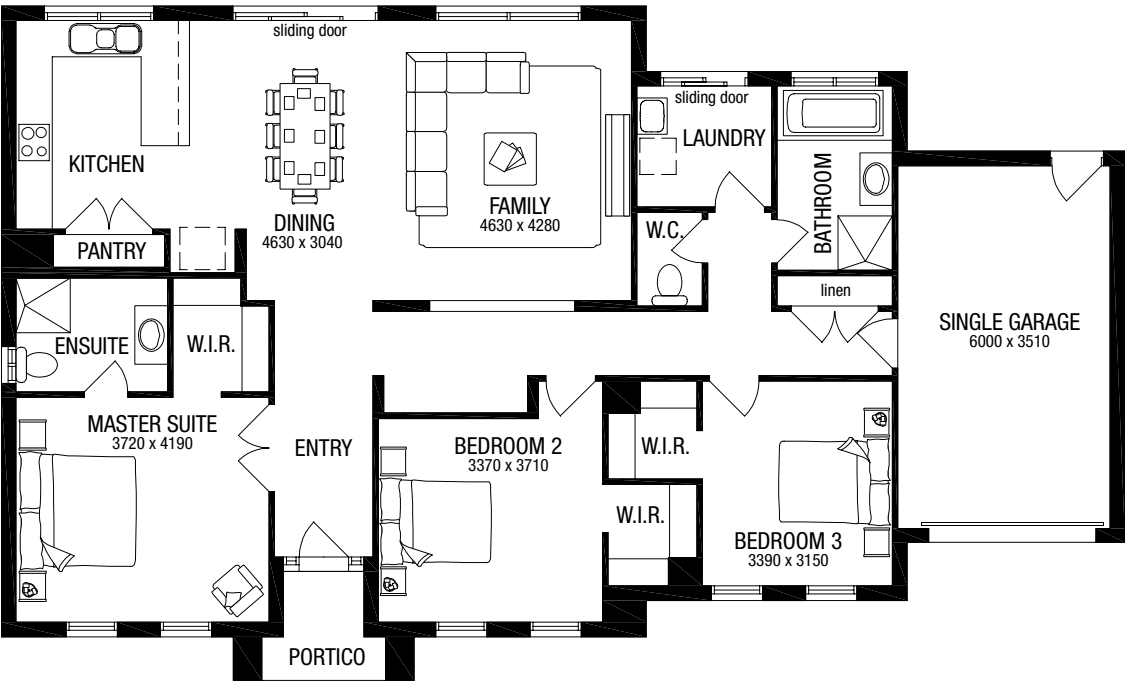 sliding door
sliding door
LAUNDRY
KITCHEN
BATHROOM
FAMILY
4630 x 4280
DINING
4630 x 3040
W.C.
PANTRY
linen
SINGLE GARAGE
6000 x 3510
ENSUITE
W.I.R.
MASTER SUITE
3720 x 4190
ENTRY
BEDROOM 2
3370 x 3710
W.I.R.
W.I.R.
BEDROOM 3
3390 x 3150
PORTICO